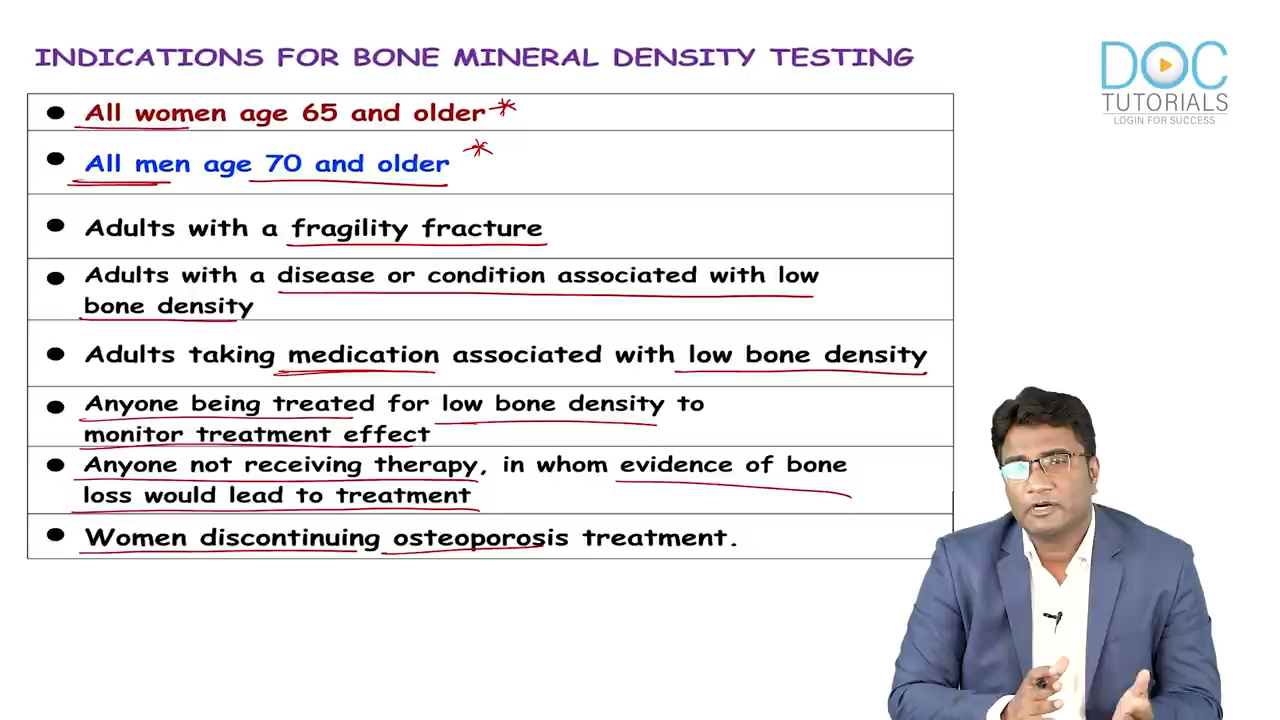 INDICATIONS FOR BONE MINERAL DENSITY TESTING
DOC
TUTORIALS
LOGIN FOR SUCCESS
• All women age 65 and older*
• All men age 70 and older *
• Adults with a fragility fracture
• Adults with a disease or condition associated with low
bone density
• Adults taking medication associated with low bone density
• Anyone being treated for low bone density to
monitor treatment effect
• Anyone not receiving therapy, in whom evidence of bone
loss would lead to treatment
• Women discontinuing osteoporosis treatment.